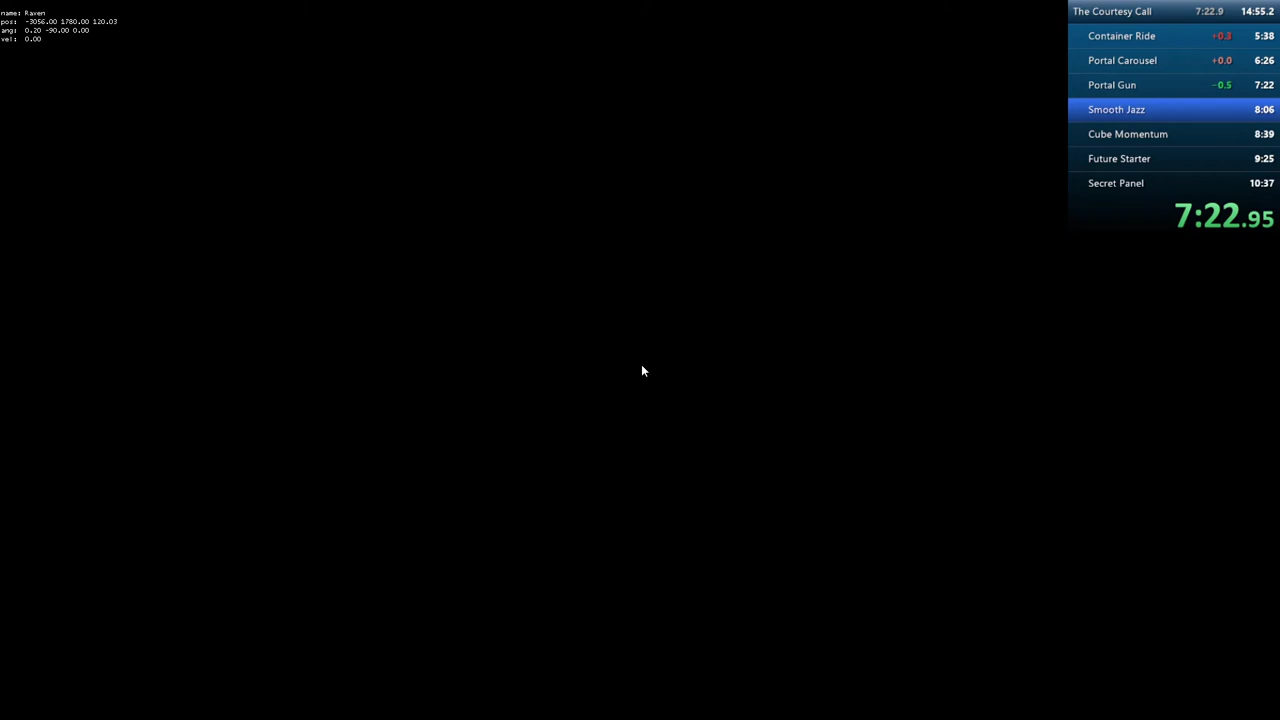 name: Raven
pos: -3056.00 1780.00 120.03
ang: 0.20 -90.00 0.00
vel: 0.00
The Courtesy Call 7:22.9 14:55.2
Container Ride +0.3 5:38
Portal Carousel +0.0 6:26
Portal Gun −0.5 7:22
Smooth Jazz 8:06
Cube Momentum 8:39
Future Starter 9:25
Secret Panel 10:37
7:22.95